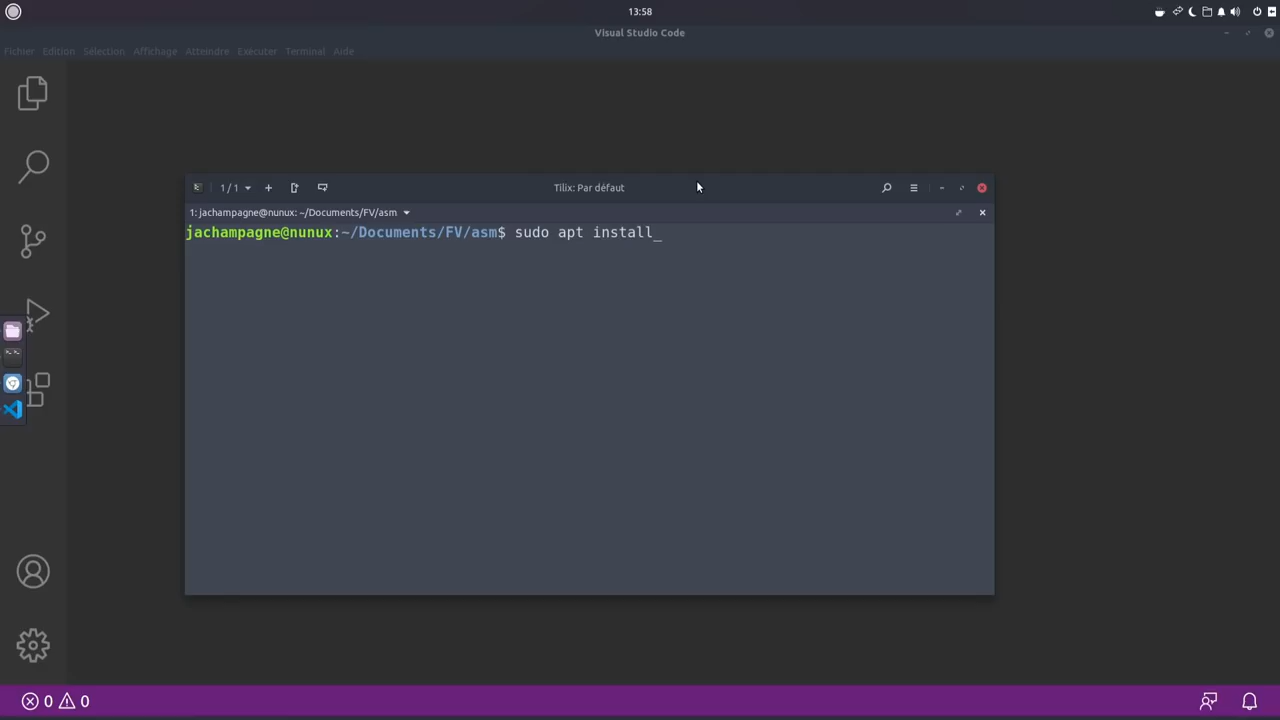 13:58
Visual Studio Code
Fichier Edition Sélection Affichage Atteindre Exécuter Terminal Aide
1 / 1
Tilix: Par défaut
1: jachampagne@nunux: ~/Documents/FV/asm
jachampagne@nunux:~/Documents/FV/asm$ sudo apt install_
0 0